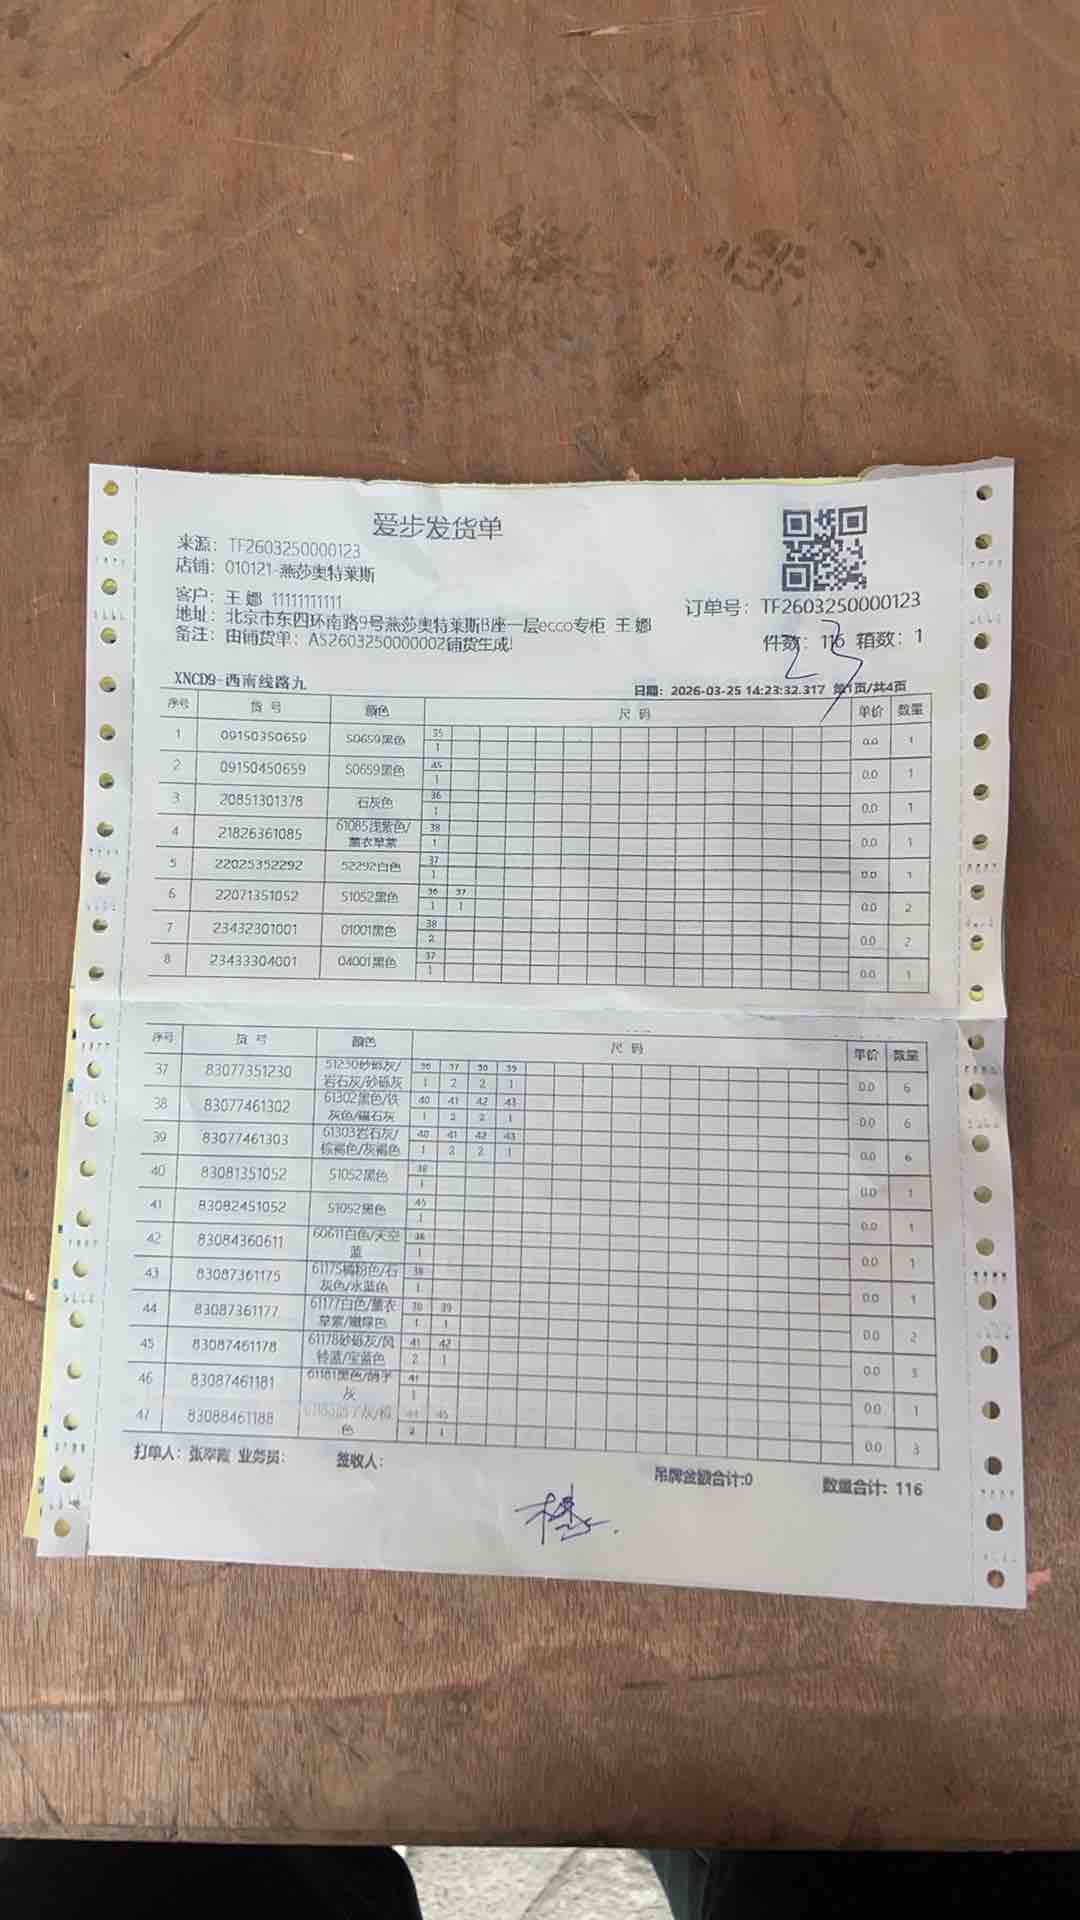 爱步发货单
来源: TF2603250000123
店铺: 010121-燕莎奥特莱斯
客户: 王娜 11111111111
订单号: TF2603250000123
地址: 北京市东四环南路9号燕莎奥特莱斯B座一层ecco专柜 王娜
备注: 由铺货单: AS2603250000002铺货生成!
件数: 116 箱数: 1
23
XNCD9-西南线路九
日期: 2026-03-25 14:23:32.317 第1页/共4页
序号 货号 颜色 尺码 单价 数量
1 09150350659 50659黑色 35 1 0.0 1
2 09150450659 50659黑色 45 1 0.0 1
3 20851301378 石灰色 36 1 0.0 1
4 21826361085 61085浅紫色/薰衣草紫 38 1 0.0 1
5 22025352292 52292白色 37 1 0.0 1
6 22071351052 51052黑色 36 37 1 1 0.0 2
7 23432301001 01001黑色 38 2 0.0 2
8 23433304001 04001黑色 37 1 0.0 1
序号 货号 颜色 尺码 单价 数量
37 83077351230 51230砂砾灰/岩石灰/砂砾灰 36 37 38 39 1 2 2 1 0.0 6
38 83077461302 61302黑色/铁灰色/磁石灰 40 41 42 43 1 2 2 1 0.0 6
39 83077461303 61303岩石灰/棕褐色/灰褐色 40 41 42 43 1 2 2 1 0.0 6
40 83081351052 51052黑色 38 1 0.0 1
41 83082451052 51052黑色 45 1 0.0 1
42 83084360611 60611白色/天空蓝 38 1 0.0 1
43 83087361175 61175橘粉色/石灰色/水蓝色 38 1 0.0 1
44 83087361177 61177白色/薰衣草紫/嫩绿色 39 1 1 0.0 2
45 83087461178 61178砂砾灰/风铃蓝/宝蓝色 41 42 2 1 0.0 3
46 83087461181 61181黑色/鸽子灰 41 1 0.0 1
47 83088461188 色 2 1 0.0 3
打单人: 张翠霞 业务员: 签收人: 吊牌金额合计:0 数量合计: 116